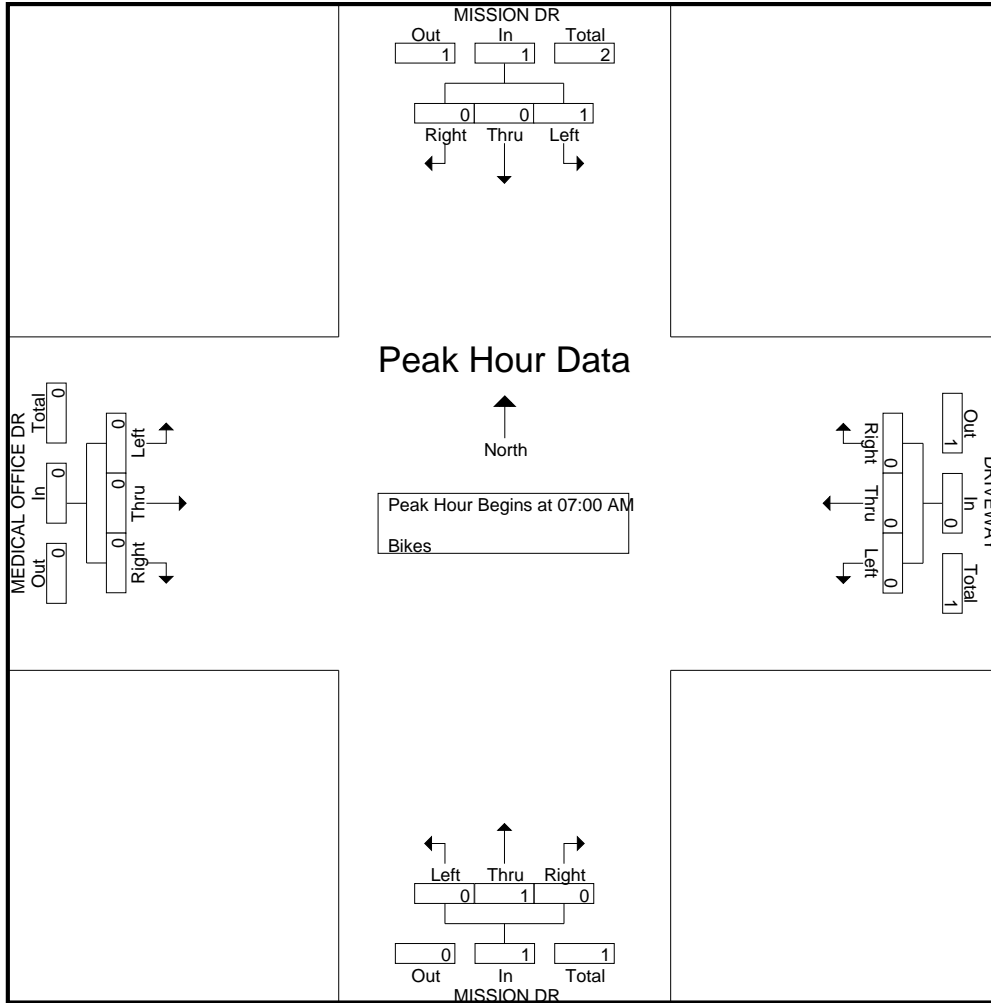 MISSION DR
Out In Total
1 1 2
0 0 1
Right Thru Left
Peak Hour Data
North
Peak Hour Begins at 07:00 AM
Bikes
MEDICAL OFFICE DR
Out In Total
0 0 0
Left Thru Right
0 0 0
DRIVEWAY
Out In Total
1 0 1
Right Thru Left
0 0 0
Left Thru Right
0 1 0
0 1 1
Out In Total
MISSION DR